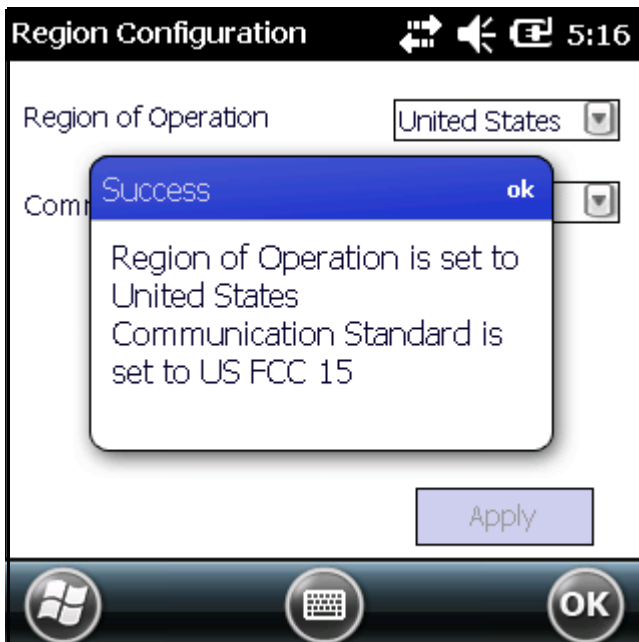 Region Configuration 5:16
Region of Operation United States
Success ok
Region of Operation is set to
United States
Communication Standard is
set to US FCC 15
Apply
OK